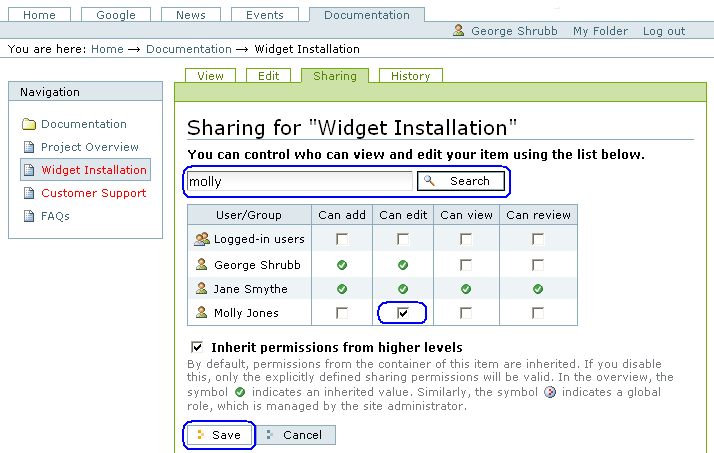 Home Google News Events Documentation
George Shrubb My Folder Log out
You are here: Home → Documentation → Widget Installation
View Edit Sharing History
Navigation
Documentation
Project Overview
Widget Installation
Customer Support
FAQs
Sharing for "Widget Installation"
You can control who can view and edit your item using the list below.
molly Search
User/Group Can add Can edit Can view Can review
Logged-in users
George Shrubb
Jane Smythe
Molly Jones
Inherit permissions from higher levels
By default, permissions from the container of this item are inherited. If you disable
this, only the explicitly defined sharing permissions will be valid. In the overview, the
symbol indicates an inherited value. Similarly, the symbol indicates a global
role, which is managed by the site administrator.
Save Cancel